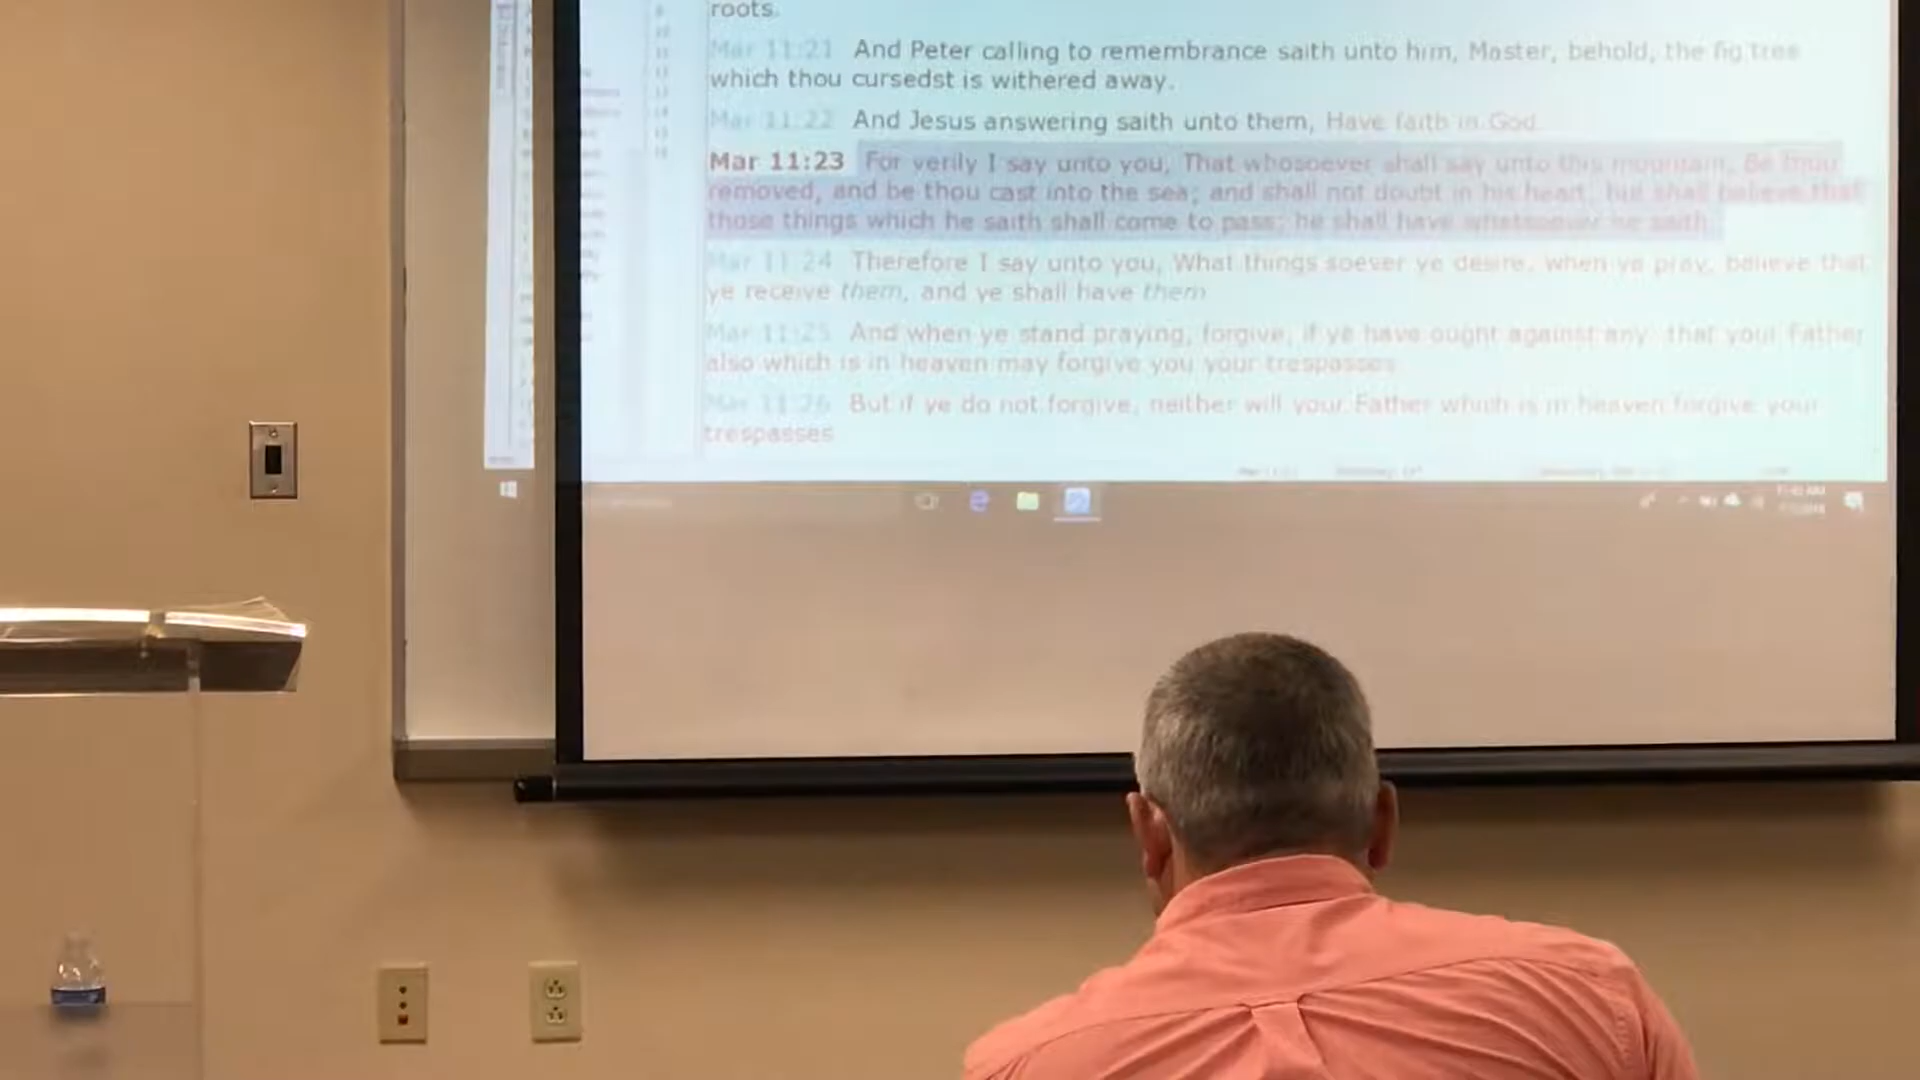 roots.
Mar 11:21 And Peter calling to remembrance saith unto him, Master, behold, the fig tree
which thou cursedst is withered away.
Mar 11:22 And Jesus answering saith unto them, Have faith in God.
Mar 11:23 For verily I say unto you, That whosoever shall say unto this mountain, Be thou
removed, and be thou cast into the sea; and shall not doubt in his heart, but shall believe that
those things which he saith shall come to pass; he shall have whatsoever he saith.
Mar 11:24 Therefore I say unto you, What things soever ye desire, when ye pray, believe that
ye receive them, and ye shall have them
Mar 11:25 And when ye stand praying, forgive, if ye have ought against any: that your Father
also which is in heaven may forgive you your trespasses
Mar 11:26 But if ye do not forgive, neither will your Father which is in heaven forgive your
trespasses